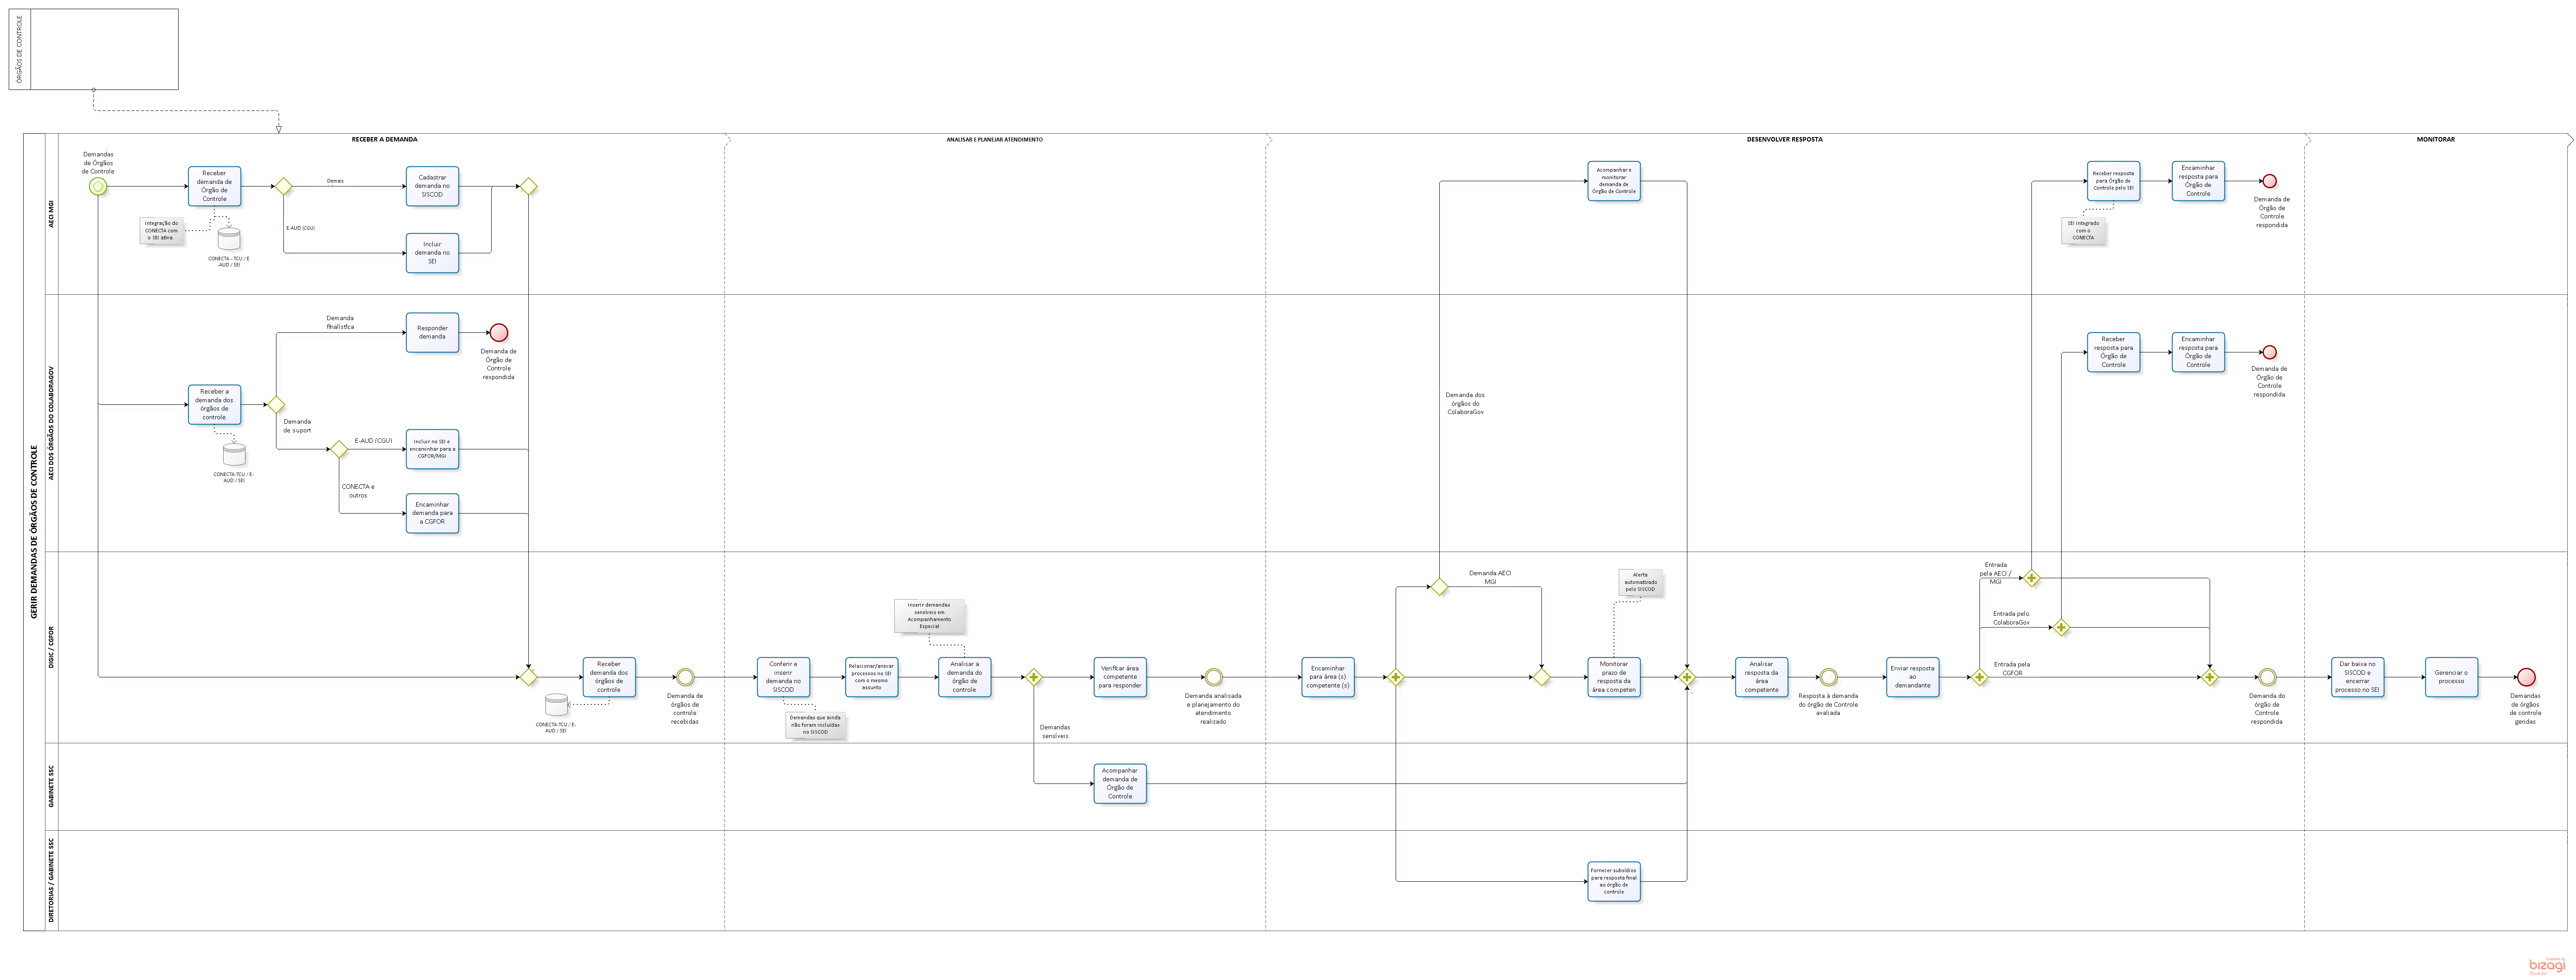 ÓRGÃOS DE CONTROLE
GERIR DEMANDAS DE ÓRGÃOS DE CONTROLE
RECEBER A DEMANDA
ANALISAR E PLANEJAR ATENDIMENTO
DESENVOLVER RESPOSTA
MONITORAR
AECI MGI
Demandas
de Órgãos
de Controle
Receber
demanda de
Órgão de
Controle
Integração do
CONECTA com
o SEI ativa.
CONECTA - TCU / E
-AUD / SEI
Demais
E-AUD (CGU)
Cadastrar
demanda no
SISCOD
Incluir
demanda no
SEI
Acompanhar e
monitorar
demanda de
Órgão de Controle
Receber resposta
para Órgão de
Controle pelo SEI
SEI integrado
com o
CONECTA
Encaminhar
resposta para
Órgão de
Controle
Demanda de
Órgão de
Controle
respondida
AECI DOS ÓRGÃOS DO COLABORAGOV
Receber a
demanda dos
órgãos de
controle
CONECTA-TCU / E-
AUD / SEI
Demanda
finalística
Responder
demanda
Demanda de
Órgão de
Controle
respondida
Demanda
de suport
E-AUD (CGU)
Incluir no SEI e
encaminhar para a
CGFOR/MGI
CONECTA e
outros
Encaminhar
demanda para
a CGFOR
Demanda dos
órgãos do
ColaboraGov
Receber
resposta para
Órgão de
Controle
Encaminhar
resposta para
Órgão de
Controle
Demanda de
Órgão de
Controle
respondida
DIGIC / CGFOR
Receber
demanda dos
órgãos de
controle
CONECTA-TCU / E-
AUD / SEI
Demanda de
órgãos de
controle
recebidas
Conferir e
inserir
demanda no
SISCOD
Demandas que ainda
não foram incluídas
no SISCOD
Relacionar/anexar
processos no SEI
com o mesmo
assunto
Inserir demandas
sensíveis em
Acompanhamento
Especial
Analisar a
demanda do
órgão de
controle
Demandas
sensíveis
Verificar área
competente
para responder
Demanda analisada
e planejamento do
atendimento
realizado
Encaminhar
para área (s)
competente (s)
Demanda AECI
MGI
Alerta
automatizado
pelo SISCOD
Monitorar
prazo de
resposta da
área competen
Analisar
resposta da
área
competente
Resposta à demanda
do órgão de Controle
avaliada
Enviar resposta
ao
demandante
Entrada
pela AECI /
MGI
Entrada pelo
ColaboraGov
Entrada pela
CGFOR
Demanda do
órgão de
Controle
respondida
Dar baixa no
SISCOD e
encerrar
processo no SEI
Gerenciar o
processo
Demandas
de órgãos
de controle
geridas
GABINETE SSC
Acompanhar
demanda de
Órgão de
Controle
DIRETORIAS / GABINETE SSC
Fornecer subsídios
para resposta final
ao órgão de
controle
bizagi
Modeler